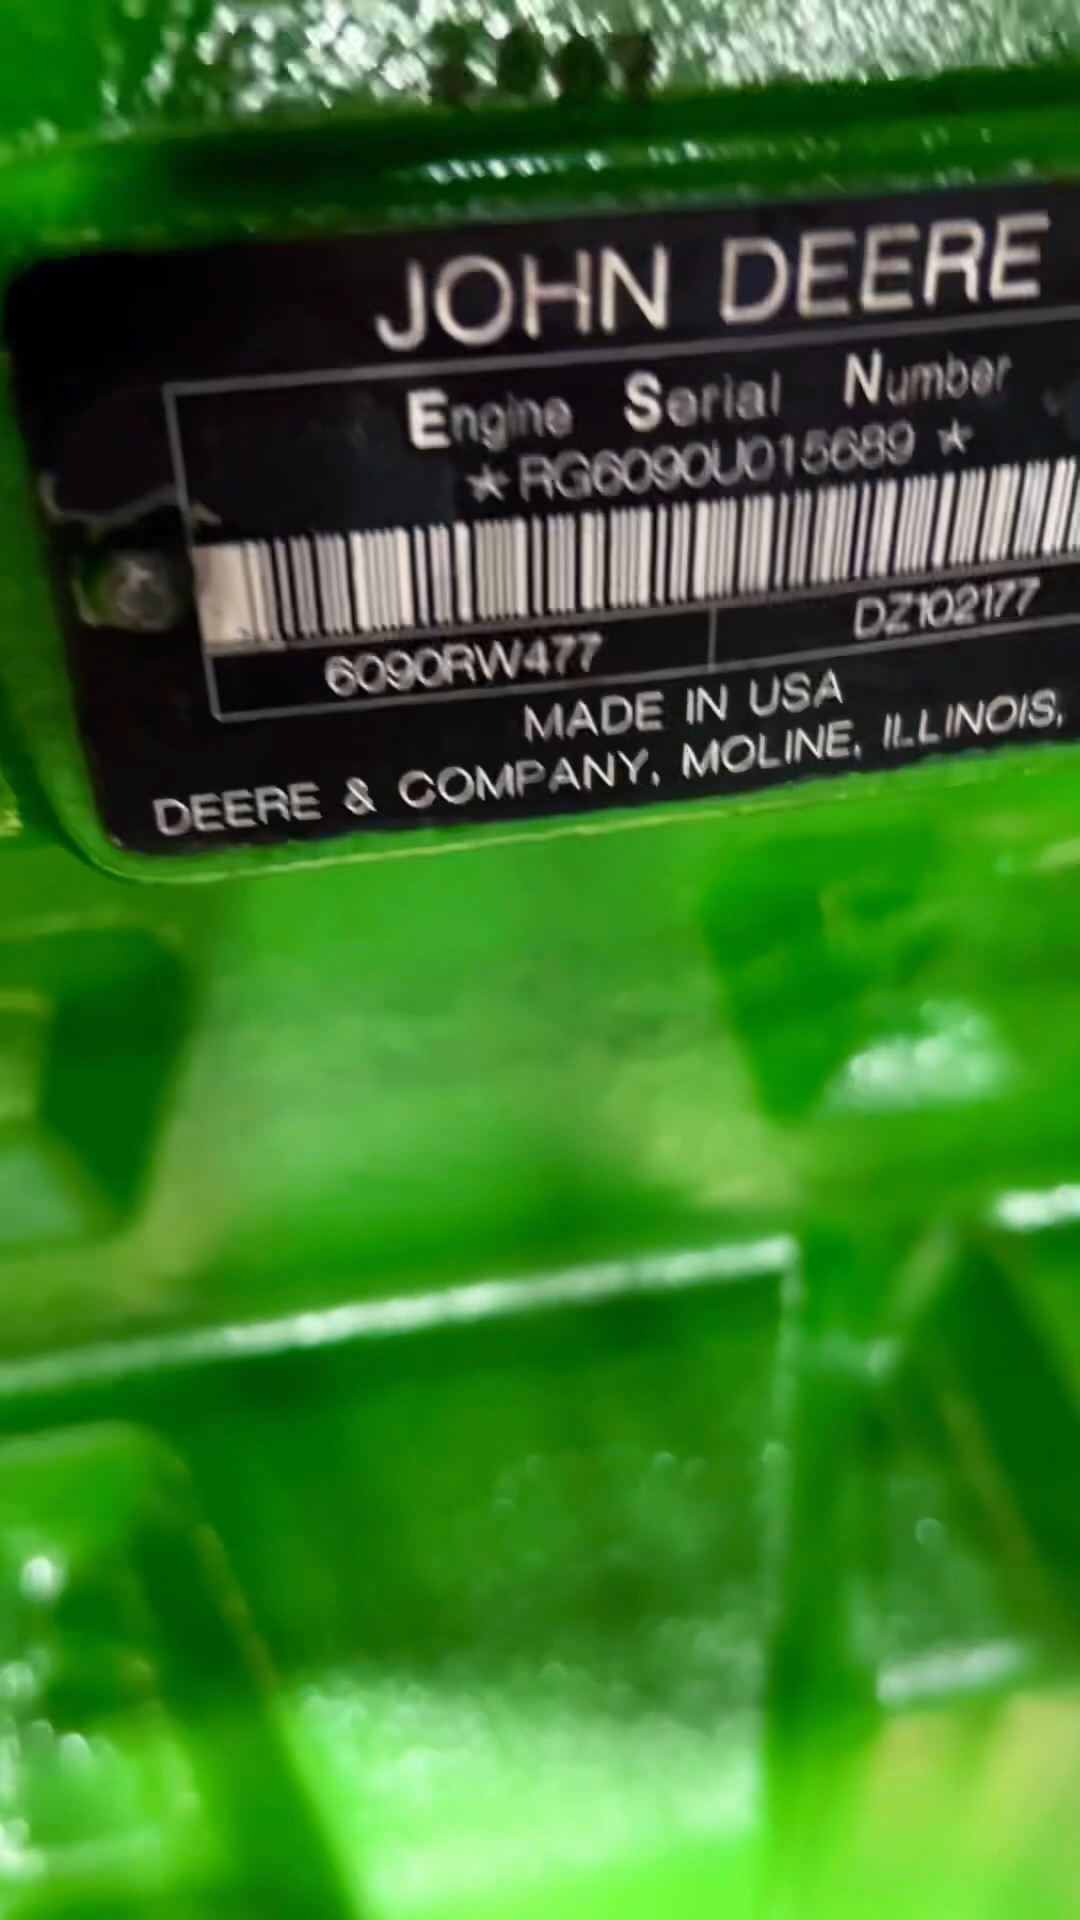 JOHN DEERE
Engine Serial Number
★RG6090U015689★
6090RW477
DZ102177
MADE IN USA
DEERE & COMPANY, MOLINE, ILLINOIS,